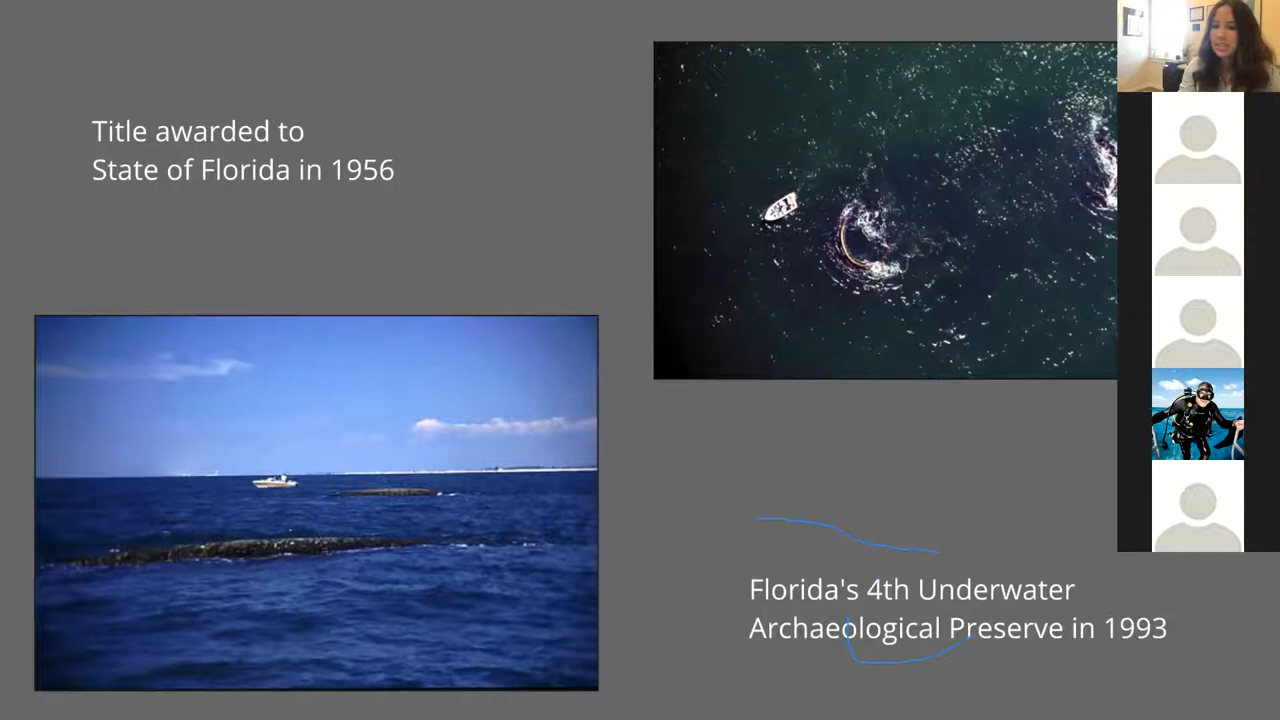 Title awarded to
State of Florida in 1956
Florida's 4th Underwater
Archaeological Preserve in 1993